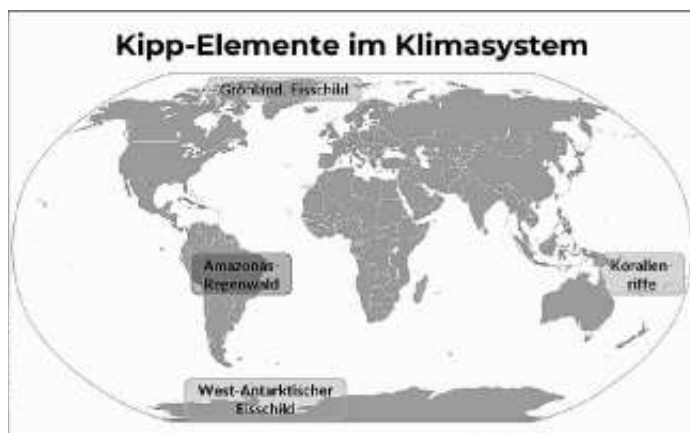 Kipp-Elemente im Klimasystem
Grönländ. Eisschild
Amazonas-
Regenwald
Korallen-
riffe
West-Antarktischer
Eisschild